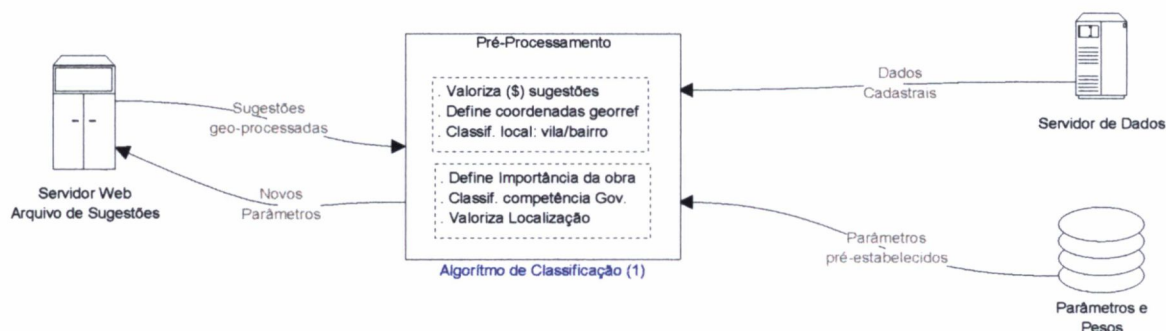 Pré-Processamento
. Valoriza ($) sugestões
. Define coordenadas georref
. Classif. local: vila/bairro
. Define Importância da obra
. Classif. competência Gov.
. Valoriza Localização
Algorítmo de Classificação (1)
Sugestões
geo-processadas
Novos
Parâmetros
Servidor Web
Arquivo de Sugestões
Dados
Cadastrais
Servidor de Dados
Parâmetros
pré-estabelecidos
Parâmetros e
Pesos